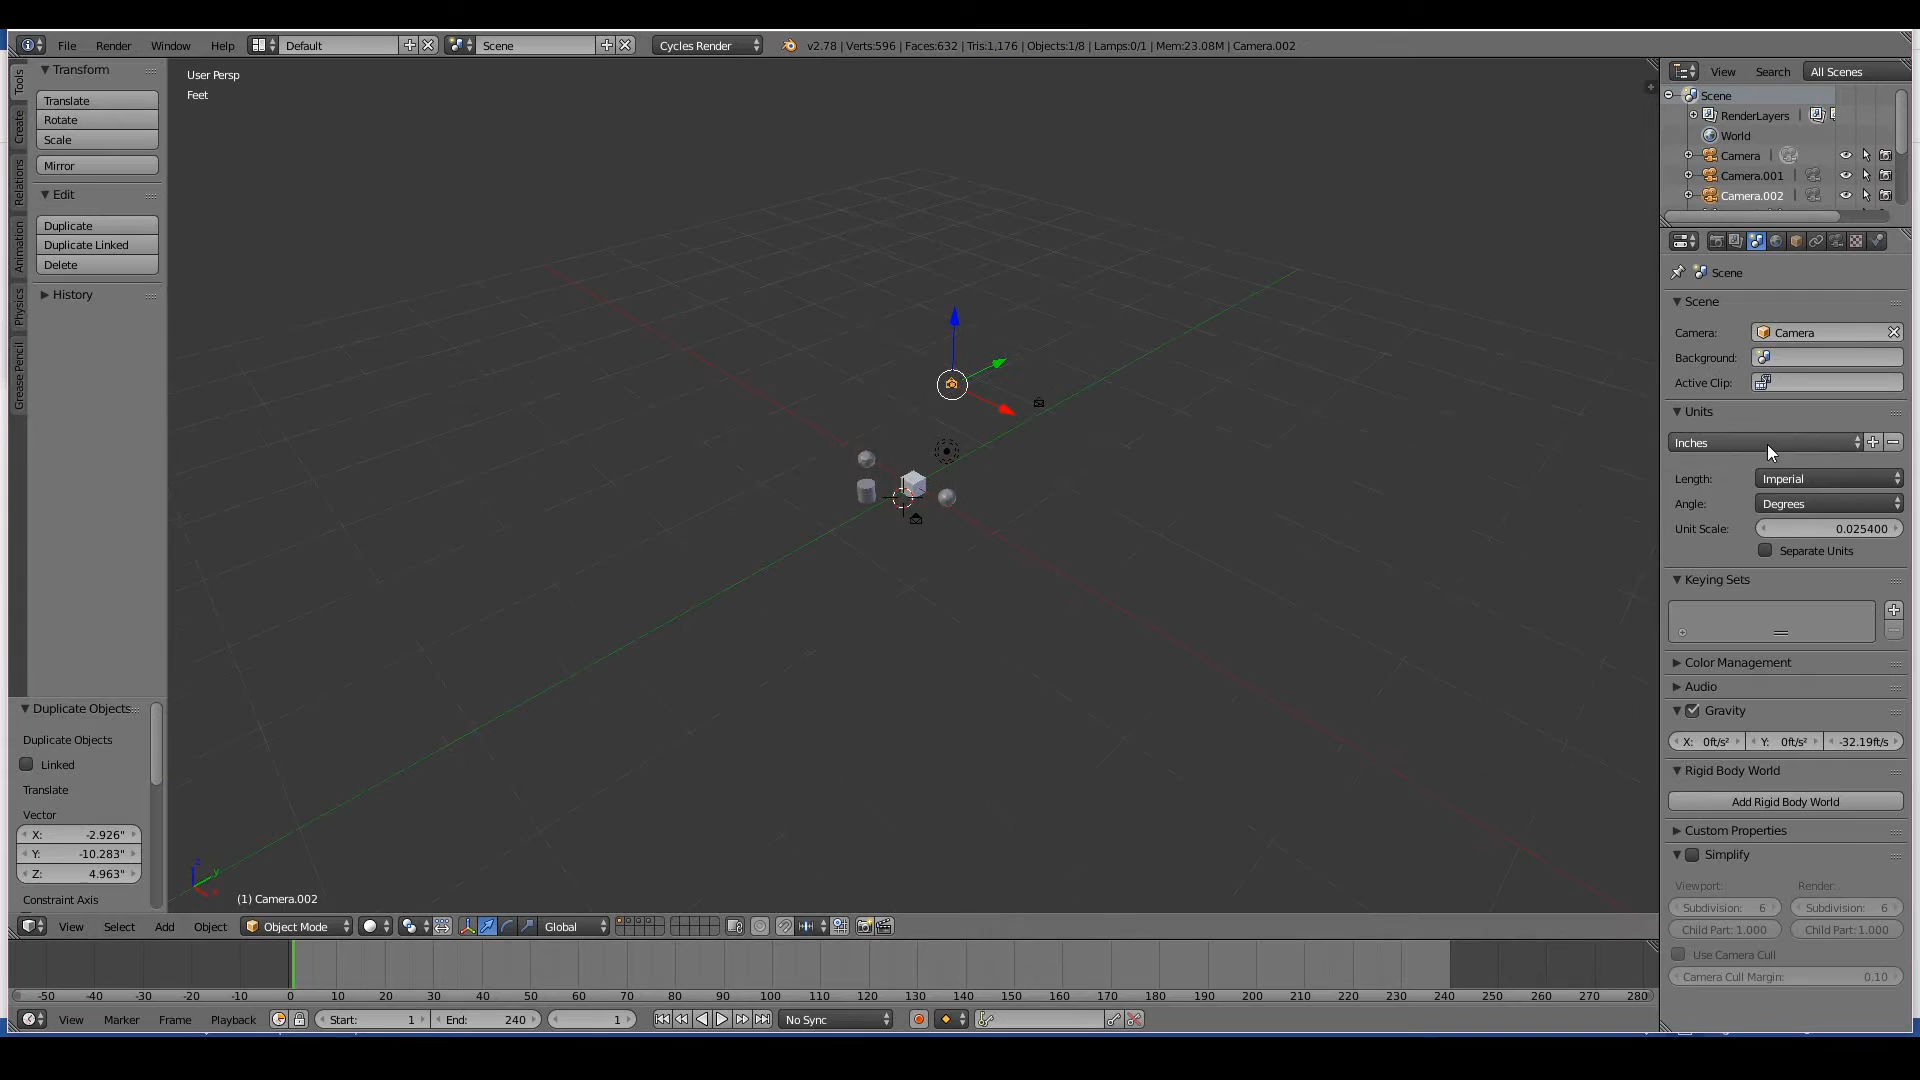 File Render Window Help Default Scene Cycles Render v2.78 | Verts:596 | Faces:632 | Tris:1,176 | Objects:1/8 | Lamps:0/1 | Mem:23.08M | Camera.002
Tools
Create
Relations
Animation
Physics
Grease Pencil
Transform
Translate
Rotate
Scale
Mirror
Edit
Duplicate
Duplicate Linked
Delete
History
Duplicate Objects
Duplicate Objects
Linked
Translate
Vector
X: -2.926"
Y: -10.283"
Z: 4.963"
Constraint Axis
User Persp
Feet
(1) Camera.002
View Select Add Object Object Mode Global
-50 -40 -30 -20 -10 0 10 20 30 40 50 60 70 80 90 100 110 120 130 140 150 160 170 180 190 200 210 220 230 240 250 260 270 280
View Marker Frame Playback Start: 1 End: 240 1 No Sync
View Search All Scenes
Scene
RenderLayers |
World
Camera |
Camera.001 |
Camera.002 |
Scene
Scene
Camera: Camera
Background:
Active Clip:
Units
Inches
Length: Imperial
Angle: Degrees
Unit Scale: 0.025400
Separate Units
Keying Sets
Color Management
Audio
Gravity
X: 0ft/s² Y: 0ft/s² -32.19ft/s
Rigid Body World
Add Rigid Body World
Custom Properties
Simplify
Viewport: Render:
Subdivision: 6 Subdivision: 6
Child Part: 1.000 Child Part: 1.000
Use Camera Cull
Camera Cull Margin: 0.10